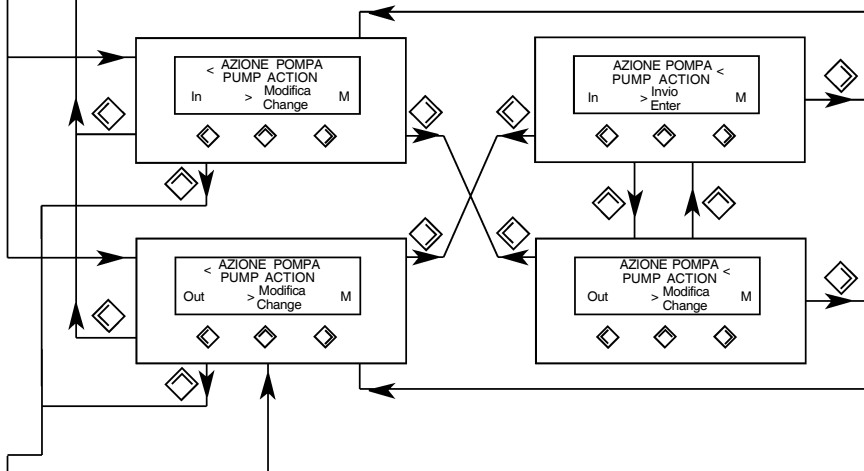 < AZIONE POMPA
PUMP ACTION
In > Modifica M
Change
AZIONE POMPA <
PUMP ACTION
In > Invio M
Enter
< AZIONE POMPA
PUMP ACTION
Out > Modifica M
Change
AZIONE POMPA <
PUMP ACTION
Out > Modifica M
Change